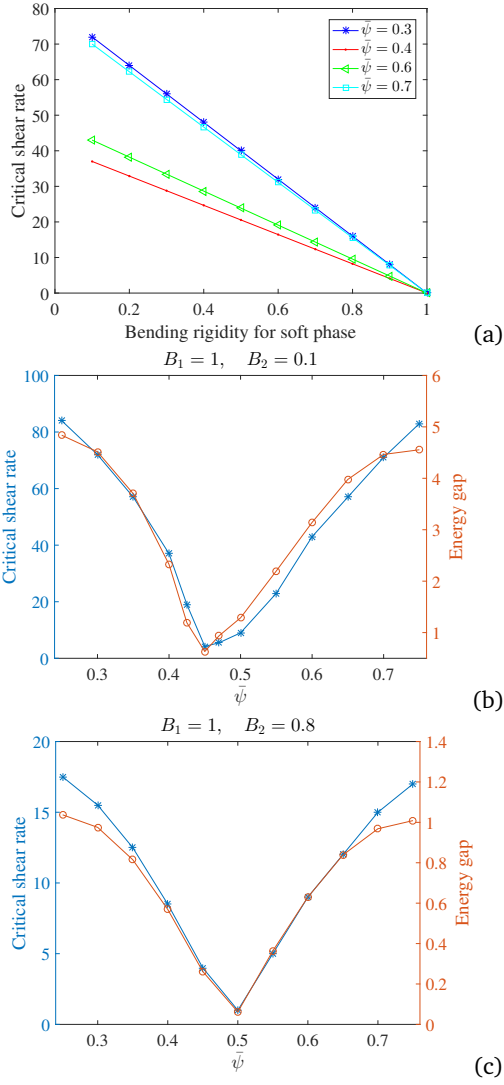 80
70
60
50
40
30
20
10
0
Critical shear rate
ψ̄ = 0.3
ψ̄ = 0.4
ψ̄ = 0.6
ψ̄ = 0.7
0 0.2 0.4 0.6 0.8 1
Bending rigidity for soft phase
(a)
B₁ = 1, B₂ = 0.1
100
80
60
40
20
0
Critical shear rate
6
5
4
3
2
1
Energy gap
0.3 0.4 0.5 0.6 0.7
ψ̄
(b)
B₁ = 1, B₂ = 0.8
20
15
10
5
0
Critical shear rate
1.4
1.2
1
0.8
0.6
0.4
0.2
0
Energy gap
0.3 0.4 0.5 0.6 0.7
ψ̄
(c)